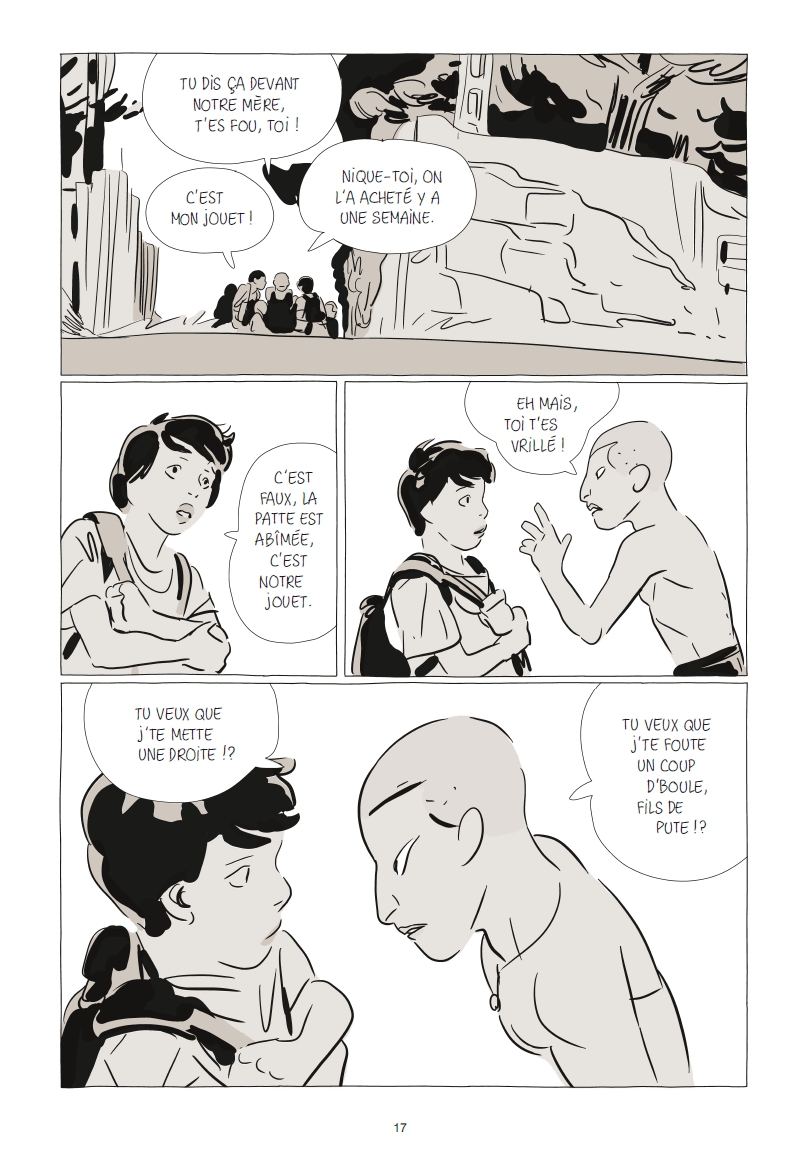 TU DIS ÇA DEVANT
NOTRE MÈRE,
T'ES FOU, TOI !
C'EST
MON JOUET !
NIQUE-TOI, ON
L'A ACHETÉ Y A
UNE SEMAINE.
C'EST
FAUX, LA
PATTE EST
ABÎMÉE,
C'EST
NOTRE
JOUET.
EH MAIS,
TOI T'ES
VRILLÉ !
TU VEUX QUE
J'TE METTE
UNE DROITE !?
TU VEUX QUE
J'TE FOUTE
UN COUP
D'BOULE,
FILS DE
PUTE !?
17